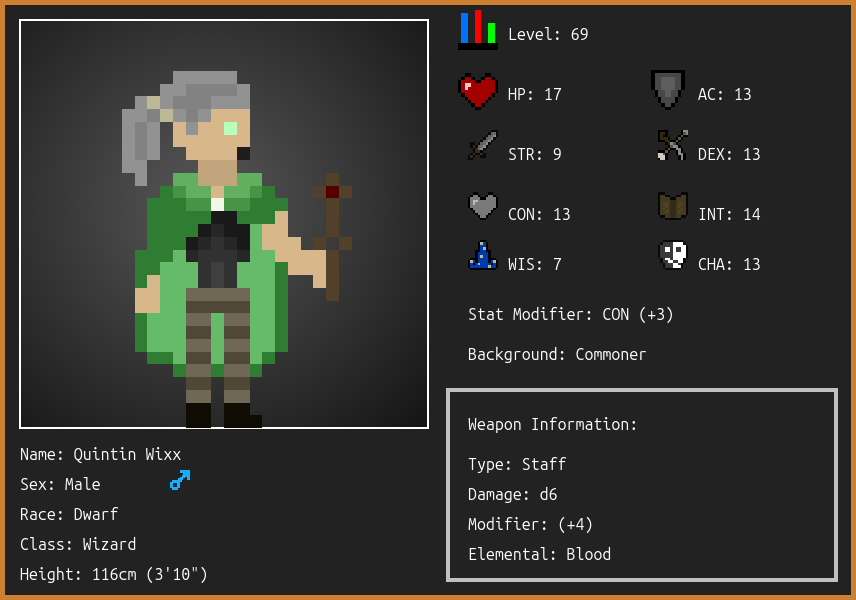 Level: 69
HP: 17
AC: 13
STR: 9
DEX: 13
CON: 13
INT: 14
WIS: 7
CHA: 13
Stat Modifier: CON (+3)
Background: Commoner
Weapon Information:
Type: Staff
Damage: d6
Modifier: (+4)
Elemental: Blood
Name: Quintin Wixx
Sex: Male
Race: Dwarf
Class: Wizard
Height: 116cm (3'10")